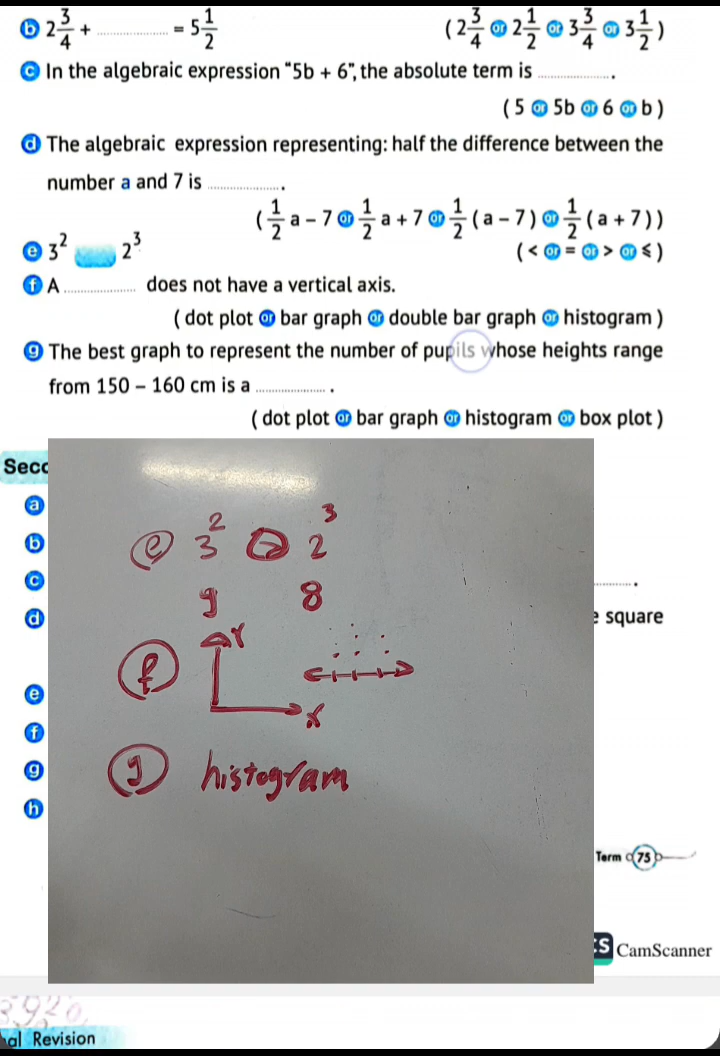 b 2 3/4 + .................. = 5 1/2
( 2 3/4 or 2 1/2 or 3 3/4 or 3 1/2 )
c In the algebraic expression "5b + 6", the absolute term is .................. .
( 5 or 5b or 6 or b )
d The algebraic expression representing: half the difference between the
number a and 7 is .................. .
( 1/2 a – 7 or 1/2 a + 7 or 1/2 ( a – 7 ) or 1/2 ( a + 7 ) )
e 3² 2³
( < or = or > or ≤ )
f A .................. does not have a vertical axis.
( dot plot or bar graph or double bar graph or histogram )
g The best graph to represent the number of pupils whose heights range
from 150 – 160 cm is a .................. .
( dot plot or bar graph or histogram or box plot )
Secc
a
b
c
d
square
e
f
g
h
e 3² > 2³
9 8
Y
f
X
g histogram
Term 75
CS CamScanner
al Revision